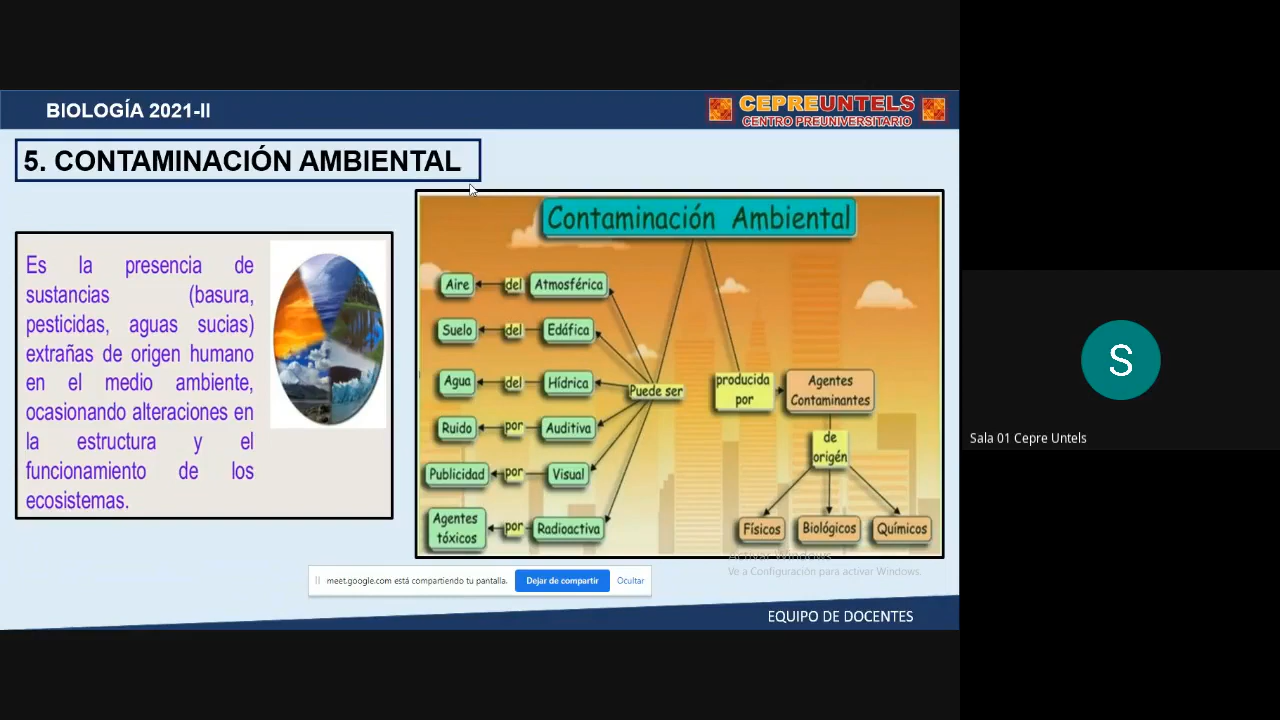 BIOLOGÍA 2021-II
CEPREUNTELS
CENTRO PREUNIVERSITARIO
5. CONTAMINACIÓN AMBIENTAL
Es la presencia de
sustancias (basura,
pesticidas, aguas sucias)
extrañas de origen humano
en el medio ambiente,
ocasionando alteraciones en
la estructura y el
funcionamiento de los
ecosistemas.
Contaminación Ambiental
Aire del Atmosférica
Suelo del Edáfica
Agua del Hídrica
Ruido por Auditiva
Publicidad por Visual
Agentes
tóxicos por Radioactiva
Puede ser
producida
por
Agentes
Contaminantes
de
origén
Físicos Biológicos Químicos
Activar Windows
Ve a Configuración para activar Windows.
meet.google.com está compartiendo tu pantalla. Dejar de compartir Ocultar
EQUIPO DE DOCENTES
S
Sala 01 Cepre Untels